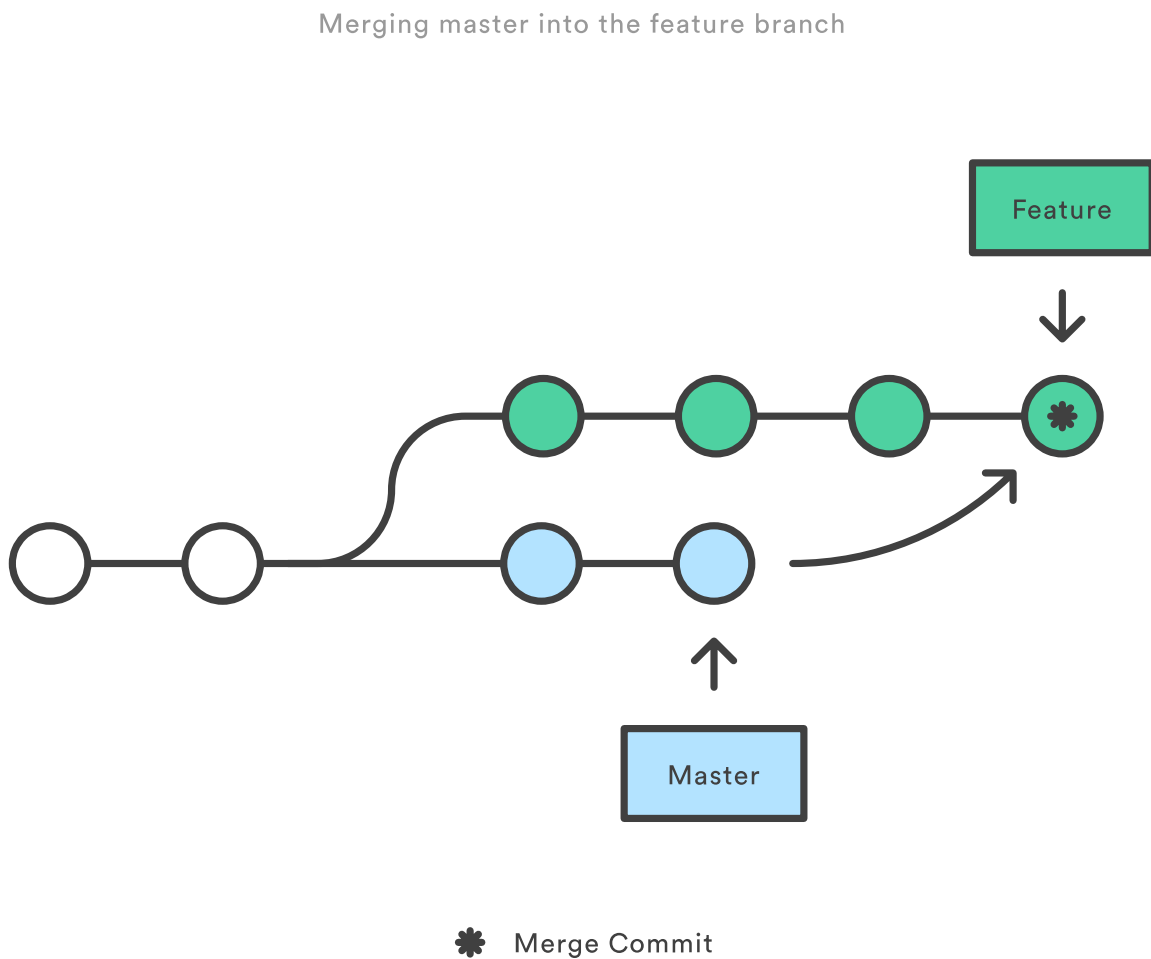 Merging master into the feature branch
Feature
Master
Merge Commit